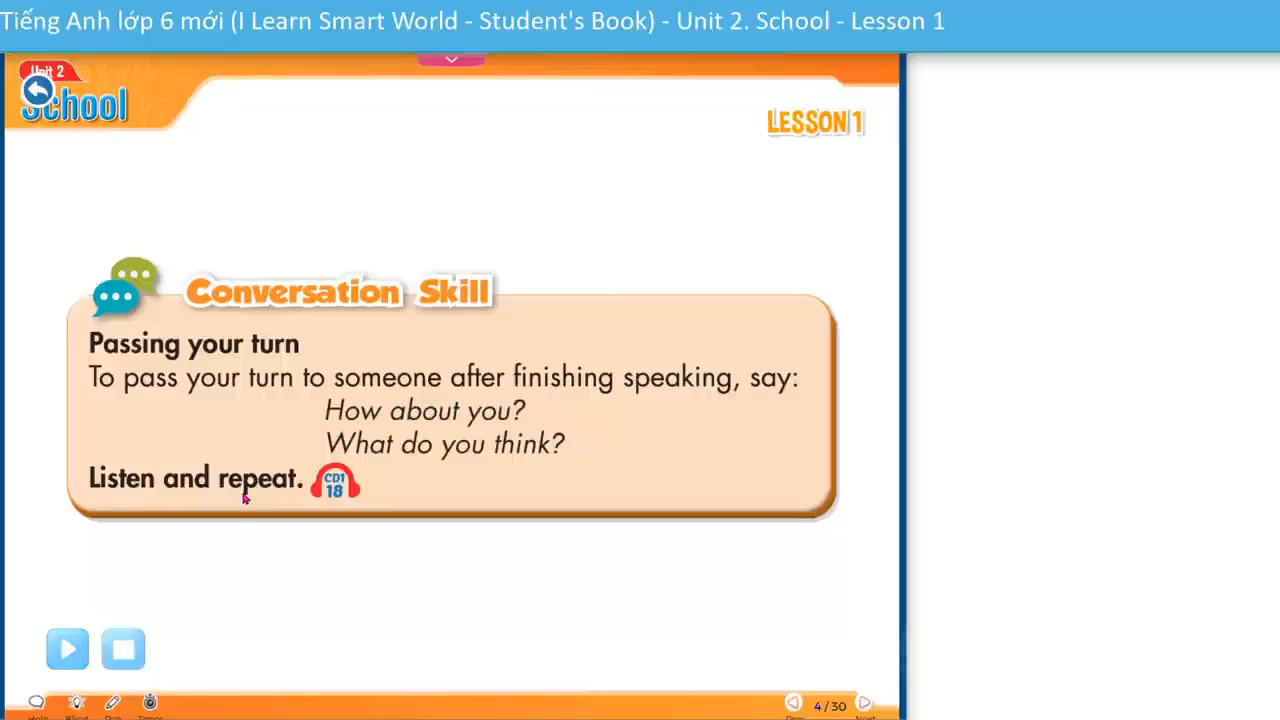 Tiếng Anh lớp 6 mới (I Learn Smart World - Student's Book) - Unit 2. School - Lesson 1
Unit 2
School
LESSON 1
Conversation Skill
Passing your turn
To pass your turn to someone after finishing speaking, say:
How about you?
What do you think?
Listen and repeat.
CD1
18
4 / 30